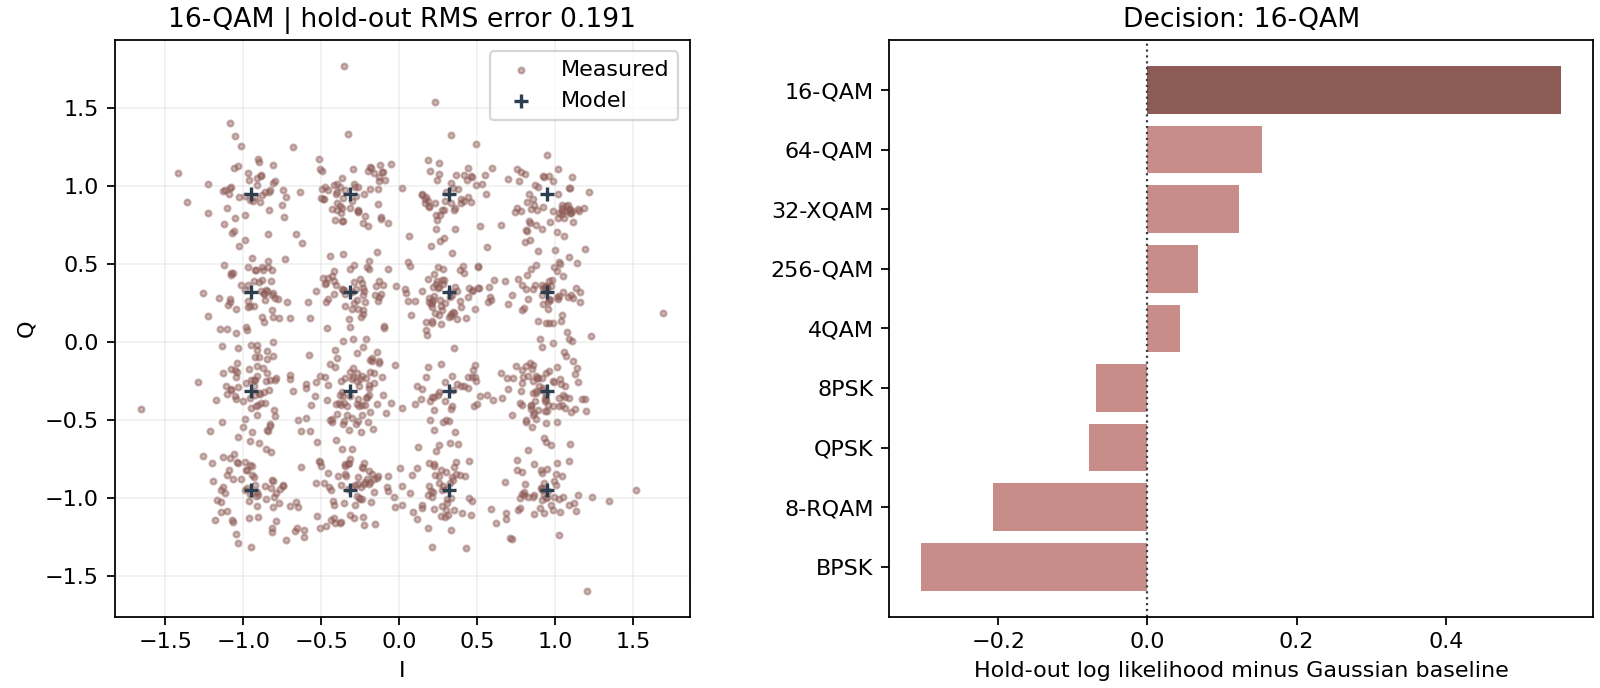 16-QAM | hold-out RMS error 0.191
Measured
Model
1.5
1.0
0.5
0.0
−0.5
−1.0
−1.5
Q
−1.5 −1.0 −0.5 0.0 0.5 1.0 1.5
I
Decision: 16-QAM
16-QAM
64-QAM
32-XQAM
256-QAM
4QAM
8PSK
QPSK
8-RQAM
BPSK
−0.2 0.0 0.2 0.4
Hold-out log likelihood minus Gaussian baseline